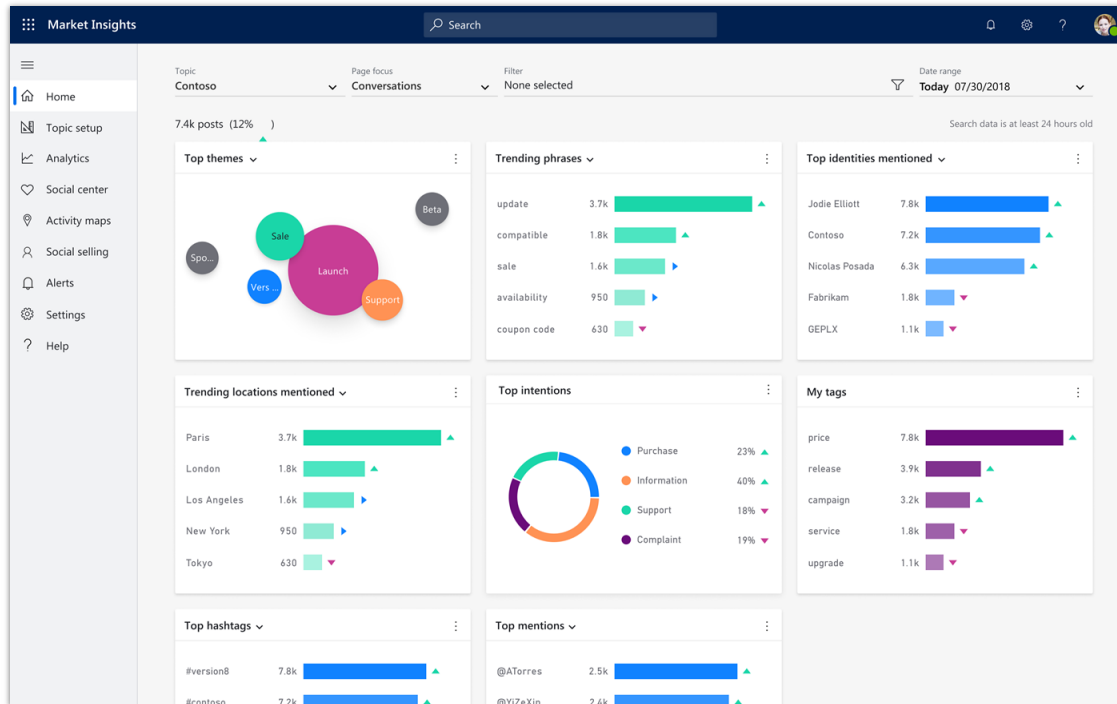 Market Insights
Search
Topic
Contoso
Page focus
Conversations
Filter
None selected
Date range
Today 07/30/2018
Home
Topic setup
Analytics
Social center
Activity maps
Social selling
Alerts
Settings
? Help
7.4k posts (12% )
Search data is at least 24 hours old
Top themes
Beta
Sale
Spo...
Launch
Vers ...
Support
Trending phrases
update 3.7k
compatible 1.8k
sale 1.6k
availability 950
coupon code 630
Top identities mentioned
Jodie Elliott 7.8k
Contoso 7.2k
Nicolas Posada 6.3k
Fabrikam 1.8k
GEPLX 1.1k
Trending locations mentioned
Paris 3.7k
London 1.8k
Los Angeles 1.6k
New York 950
Tokyo 630
Top intentions
Purchase 23%
Information 40%
Support 18%
Complaint 19%
My tags
price 7.8k
release 3.9k
campaign 3.2k
service 1.8k
upgrade 1.1k
Top hashtags
#version8 7.8k
#contoso 7.2k
Top mentions
@ATorres 2.5k
@YiZeXin 2.4k